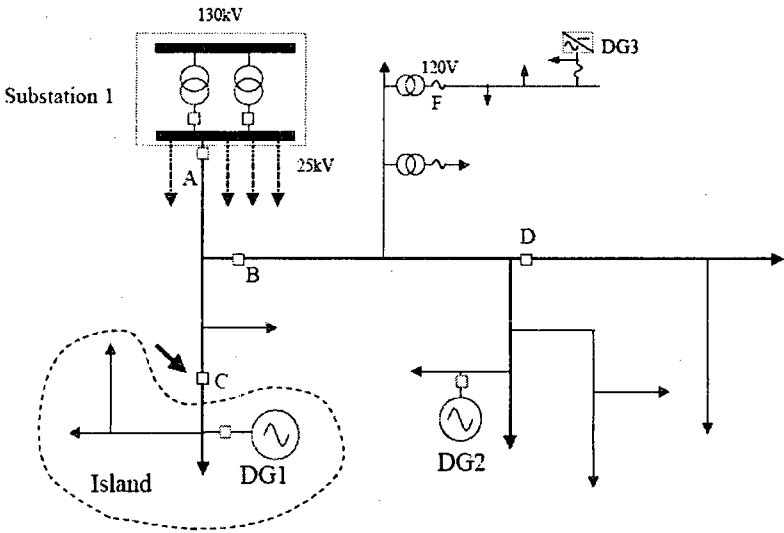 130kV
Substation 1
120V
DG3
F
A
25kV
B
D
C
Island
DG1
DG2